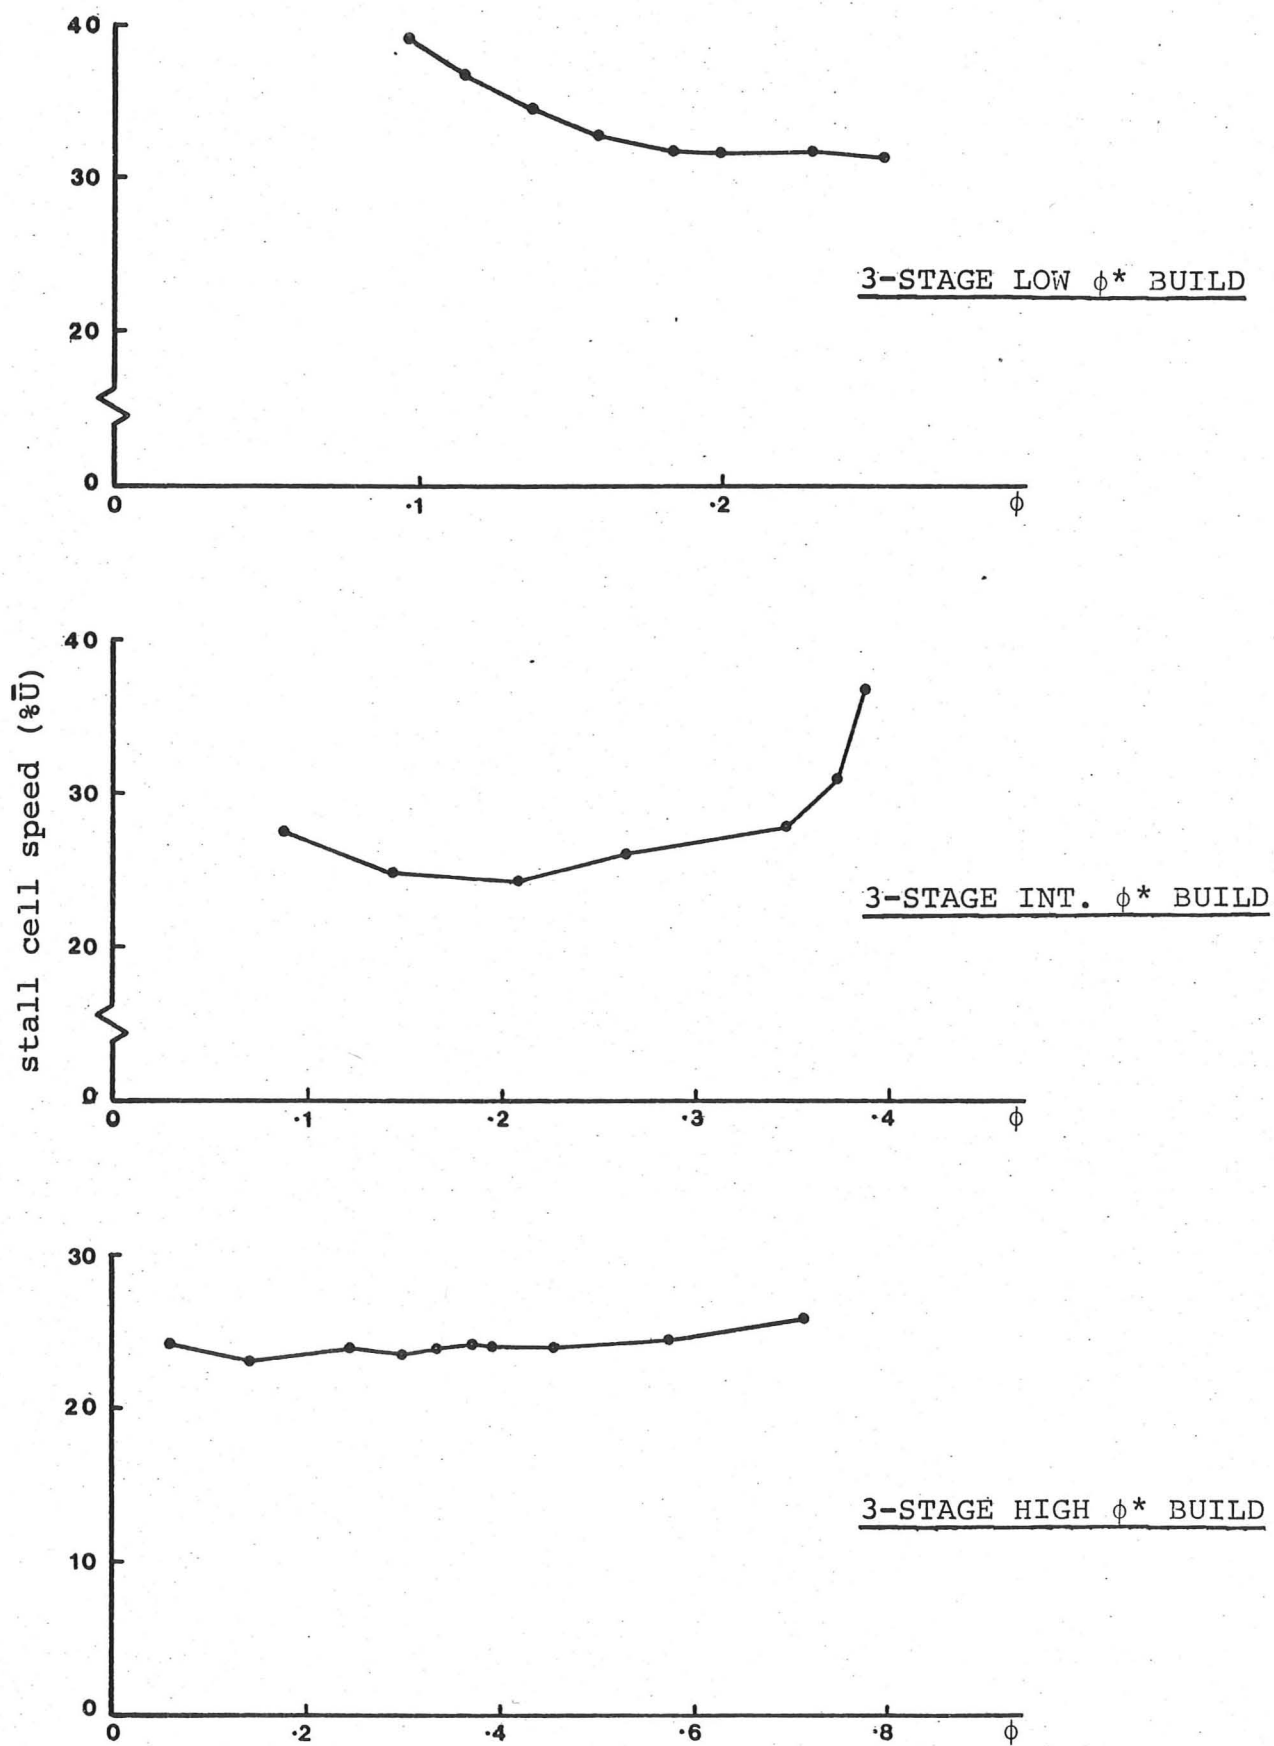 40
30
3-STAGE LOW ϕ* BUILD
20
0
0 .1 .2 ϕ
40
30
stall cell speed (%Ū)
3-STAGE INT. ϕ* BUILD
20
0
0 .1 .2 .3 .4 ϕ
30
20
3-STAGE HIGH ϕ* BUILD
10
0
0 .2 .4 .6 .8 ϕ